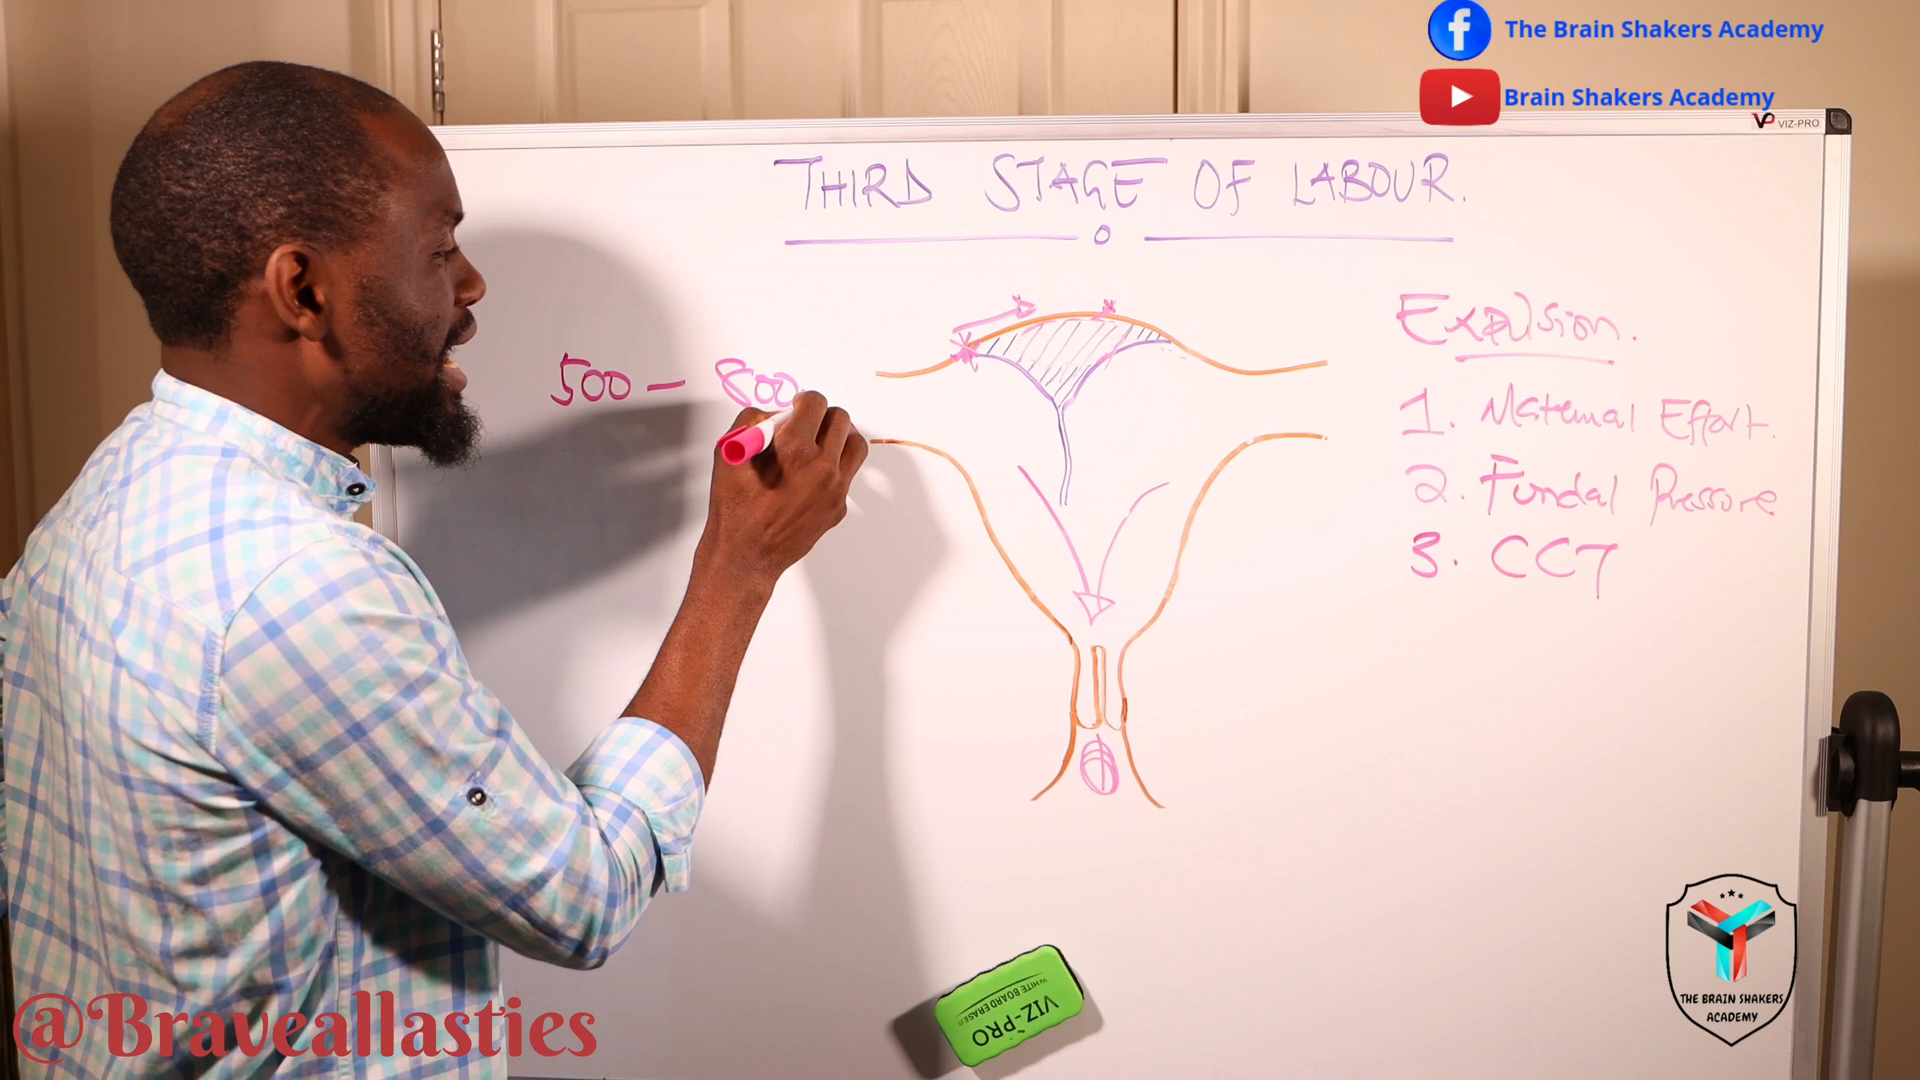 The Brain Shakers Academy
Brain Shakers Academy
VIZ-PRO
THIRD STAGE OF LABOUR.
Expulsion.
500 - 800
1. Maternal Effort.
2. Fundal Pressure
3. CCT
THE BRAIN SHAKERS
ACADEMY
VIZ-PRO
WHITE BOARD ERASER
@Braveallasties